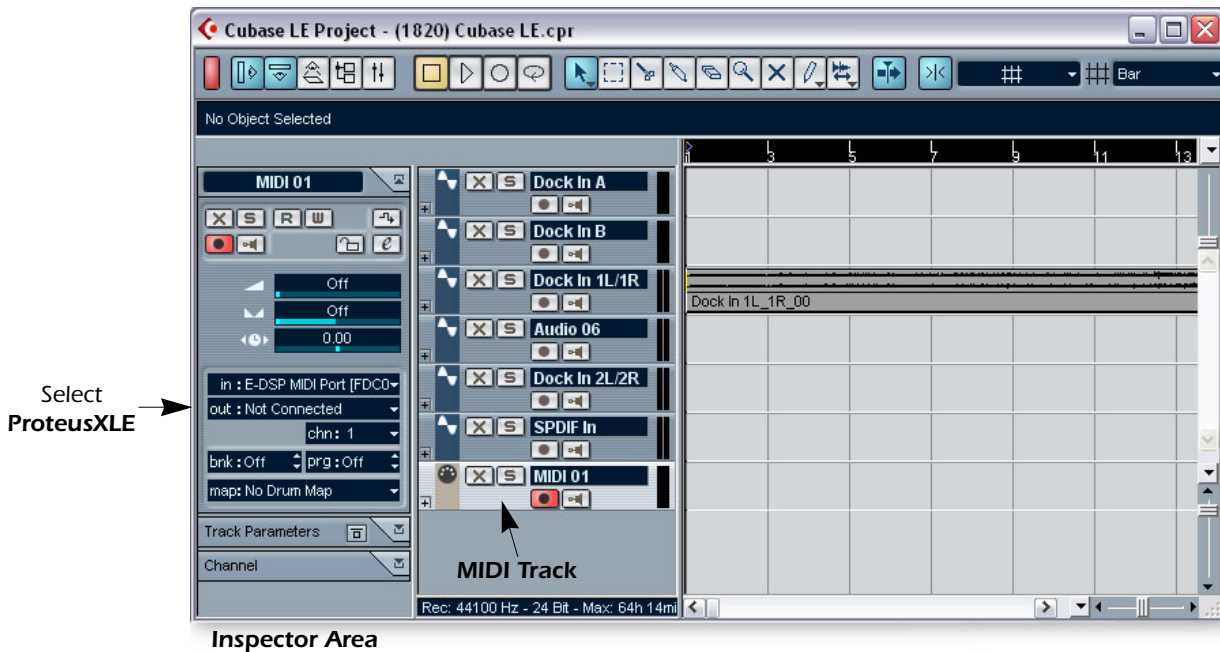 Cubase LE Project - (1820) Cubase LE.cpr
Bar
No Object Selected
1 3 5 7 9 11 13
MIDI 01
X S R W
e
Off
Off
0.00
in : E-DSP MIDI Port [FDC0
out : Not Connected
chn: 1
bnk: Off prg: Off
map: No Drum Map
Track Parameters
Channel
X S Dock In A
X S Dock In B
X S Dock In 1L/1R
X S Audio 06
X S Dock In 2L/2R
X S SPDIF In
X S MIDI 01
Dock In 1L_1R_00
Rec: 44100 Hz - 24 Bit - Max: 64h 14mi
Select
ProteusXLE
MIDI Track
Inspector Area